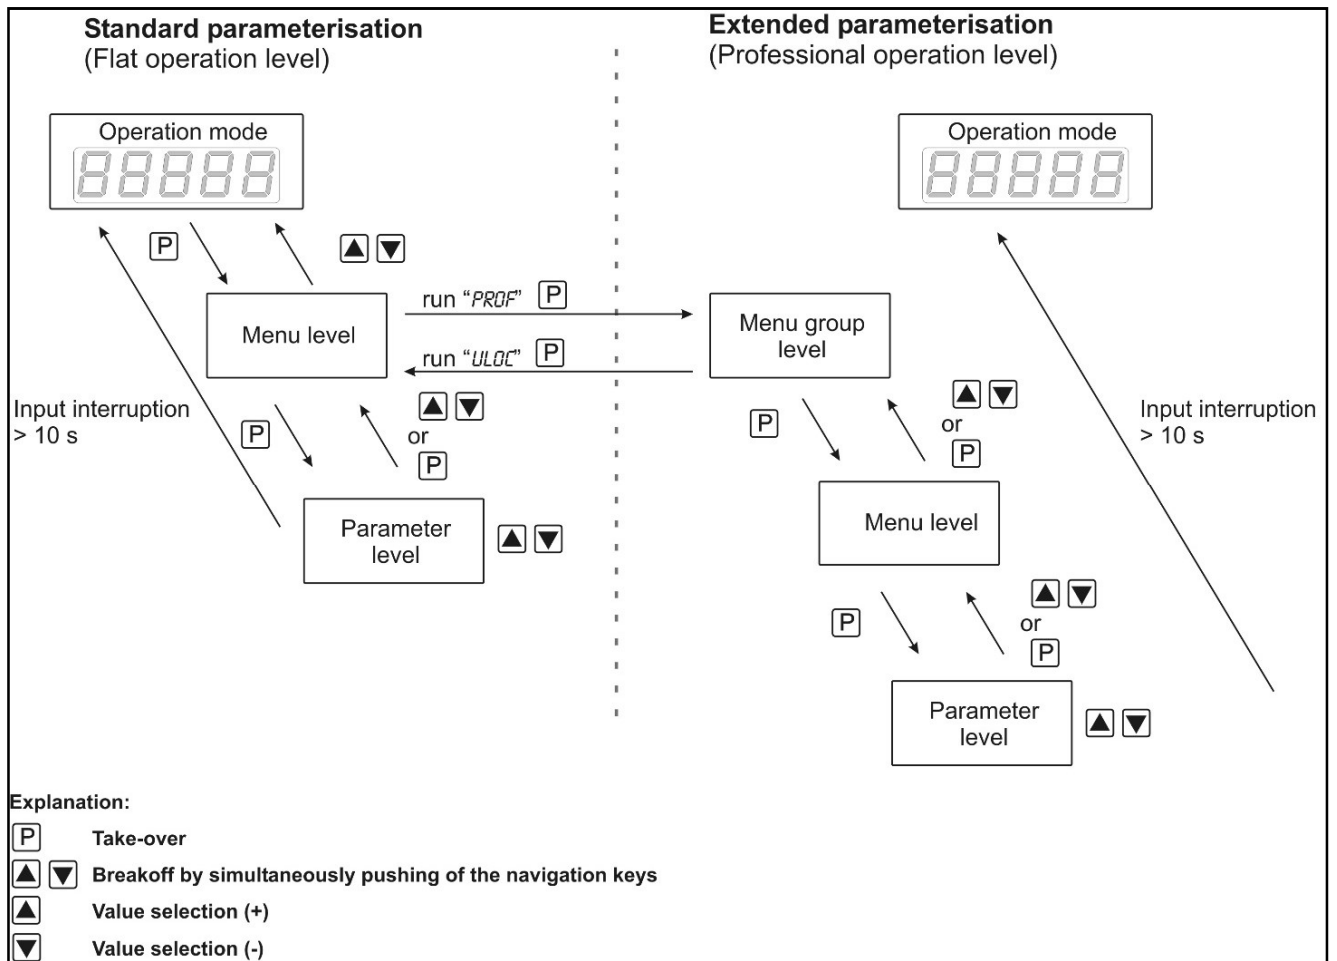 Standard parameterisation
(Flat operation level)
Extended parameterisation
(Professional operation level)
Operation mode
88888
P
▲ ▼
Menu level
run “PROF” P
run “ULOC” P
Input interruption
> 10 s
P
▲ ▼
or
P
Parameter
level
▲ ▼
Operation mode
88888
Menu group
level
P
▲ ▼
or
P
Input interruption
> 10 s
Menu level
P
▲ ▼
or
P
Parameter
level
▲ ▼
Explanation:
P Take-over
▲ ▼ Breakoff by simultaneously pushing of the navigation keys
▲ Value selection (+)
▼ Value selection (-)